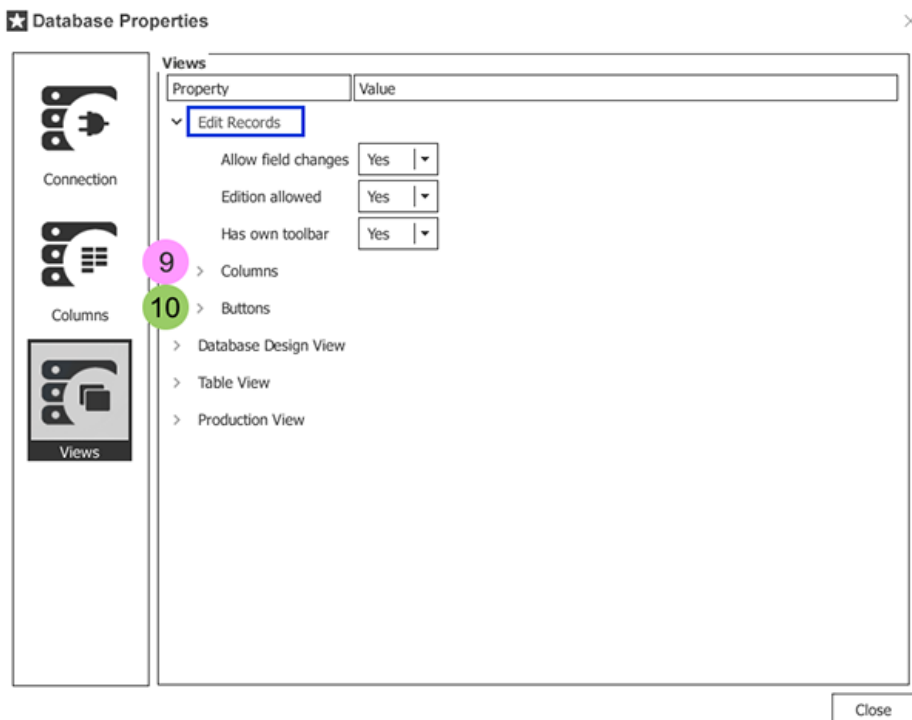 Database Properties
Views
Property Value
Edit Records
Allow field changes Yes
Connection
Edition allowed Yes
Has own toolbar Yes
9 Columns
10 Buttons
Columns
Database Design View
Table View
Production View
Views
Close